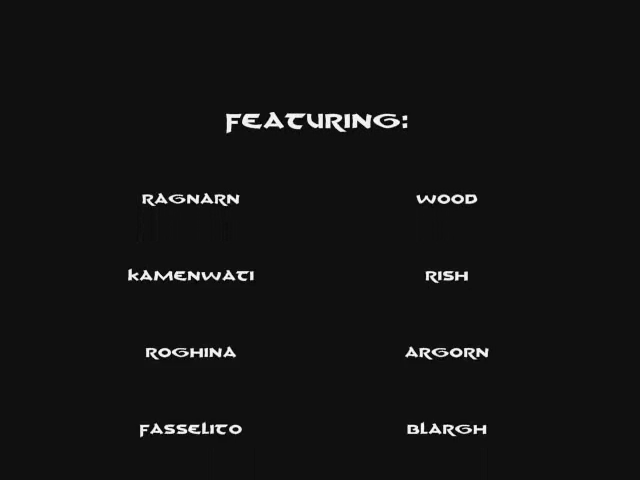 FEATURING:
RAGNARN WOOD
KAMENWATI RISH
ROGHINA ARGORN
FASSELITO BLARGH